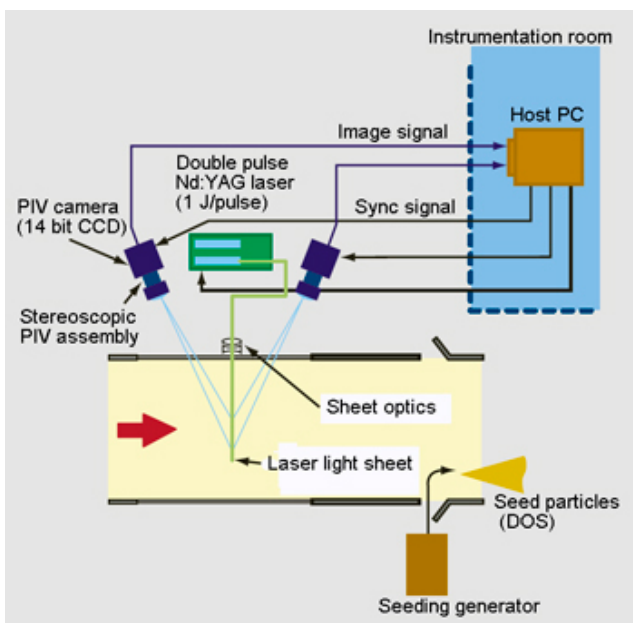 Instrumentation room
Host PC
Image signal
Double pulse
Nd:YAG laser
(1 J/pulse)
PIV camera
(14 bit CCD)
Sync signal
Stereoscopic
PIV assembly
Sheet optics
Laser light sheet
Seed particles
(DOS)
Seeding generator